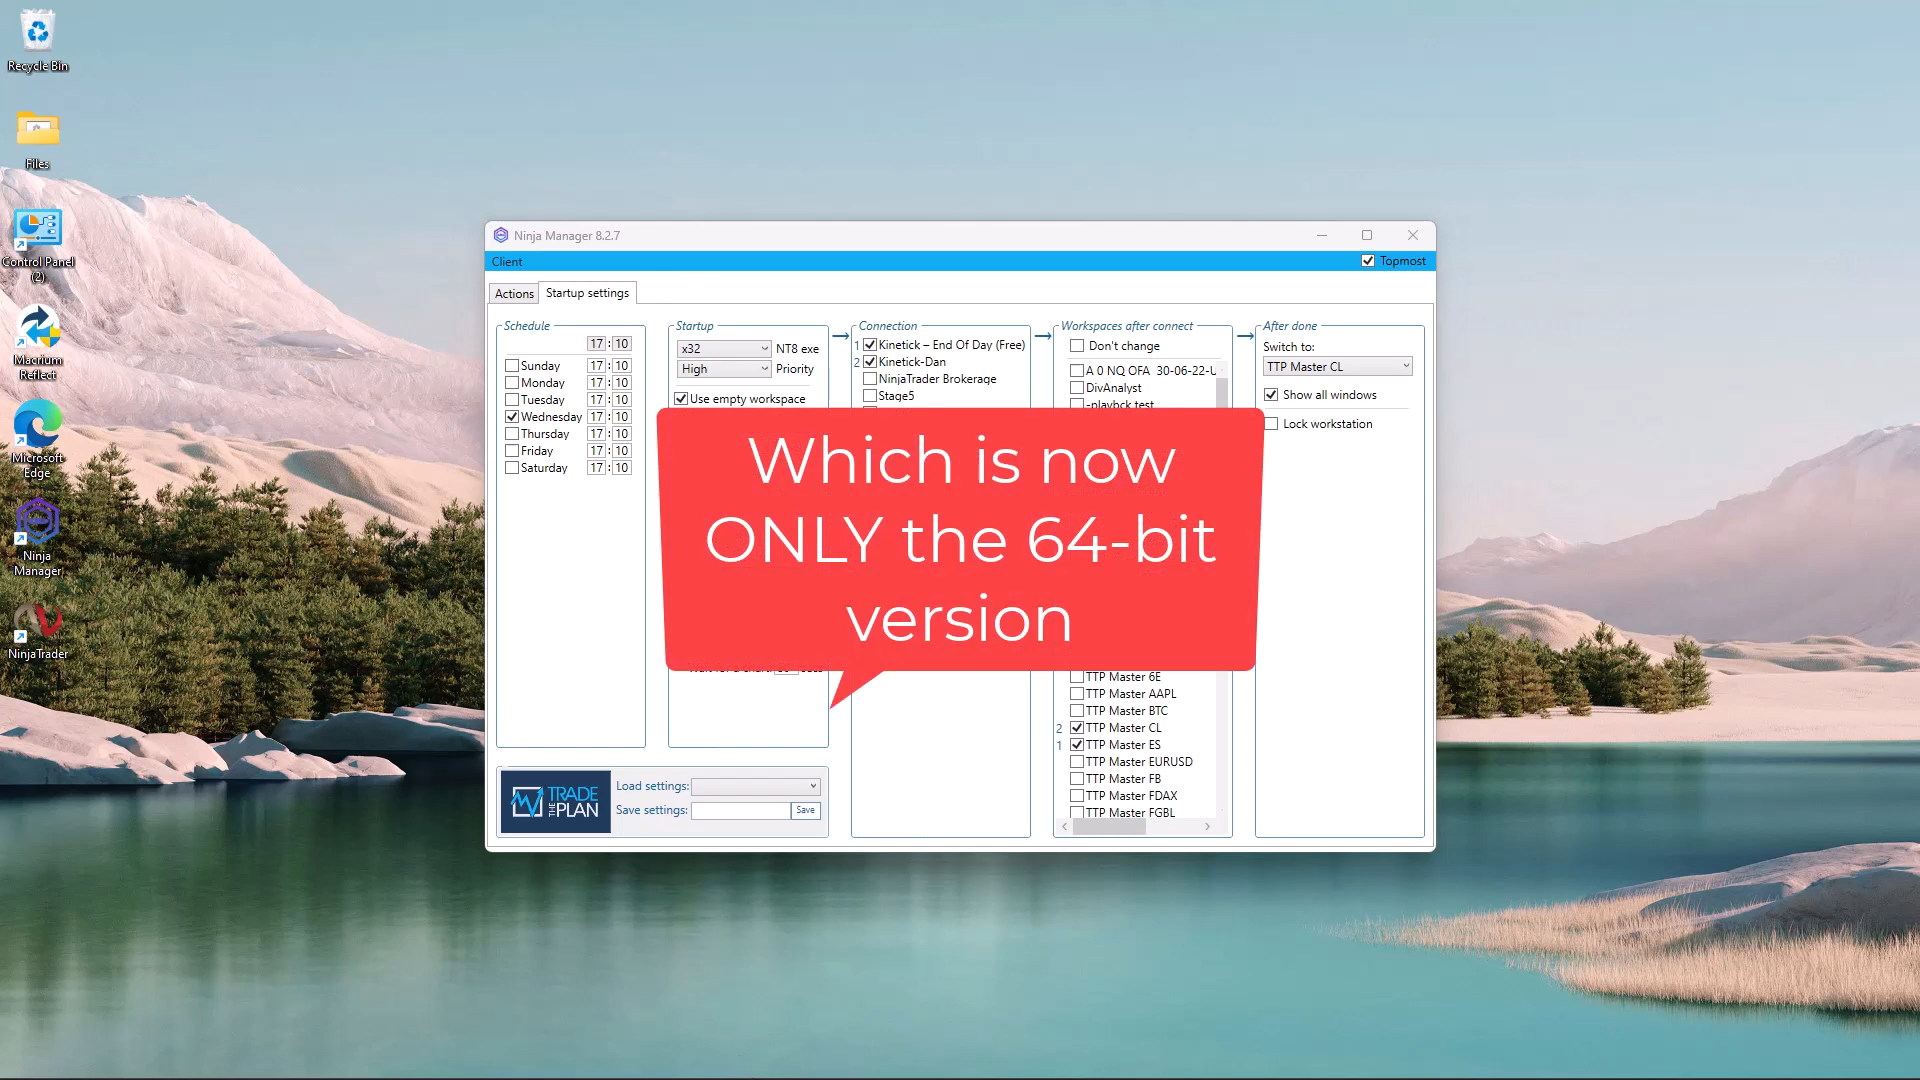 Recycle Bin
Files
Control Panel
(2)
Macrium
Reflect
Microsoft
Edge
Ninja
Manager
NinjaTrader
Ninja Manager 8.2.7
Client
Topmost
Actions
Startup settings
Schedule
17 : 10
Sunday 17 : 10
Monday 17 : 10
Tuesday 17 : 10
Wednesday 17 : 10
Thursday 17 : 10
Friday 17 : 10
Saturday 17 : 10
Startup
x32 NT8 exe
High Priority
Use empty workspace
Connection
1 Kinetick – End Of Day (Free)
2 Kinetick-Dan
NinjaTrader Brokerage
Stage5
Workspaces after connect
Don't change
A 0 NQ OFA 30-06-22-U
DivAnalyst
-playbck test
TTP Master 6E
TTP Master AAPL
TTP Master BTC
2 TTP Master CL
1 TTP Master ES
TTP Master EURUSD
TTP Master FB
TTP Master FDAX
TTP Master FGBL
After done
Switch to:
TTP Master CL
Show all windows
Lock workstation
Which is now
ONLY the 64-bit
version
TRADE
THE PLAN
Load settings:
Save settings:
Save